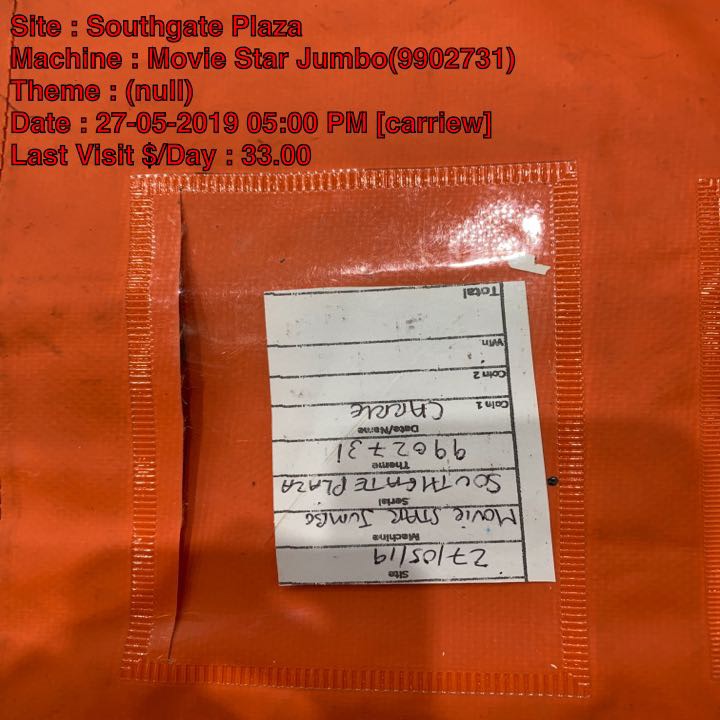 Site : Southgate Plaza
Machine : Movie Star Jumbo(9902731)
Theme : (null)
Date : 27-05-2019 05:00 PM [carriew]
Last Visit $/Day : 33.00
Site
27/05/19
Machine
MOVIE STAR JUMBO
Serial
SOUTHGATE PLAZA
Theme
9902731
Date/Name
CARRIE
Coin 1
Coin 2
Win
Total